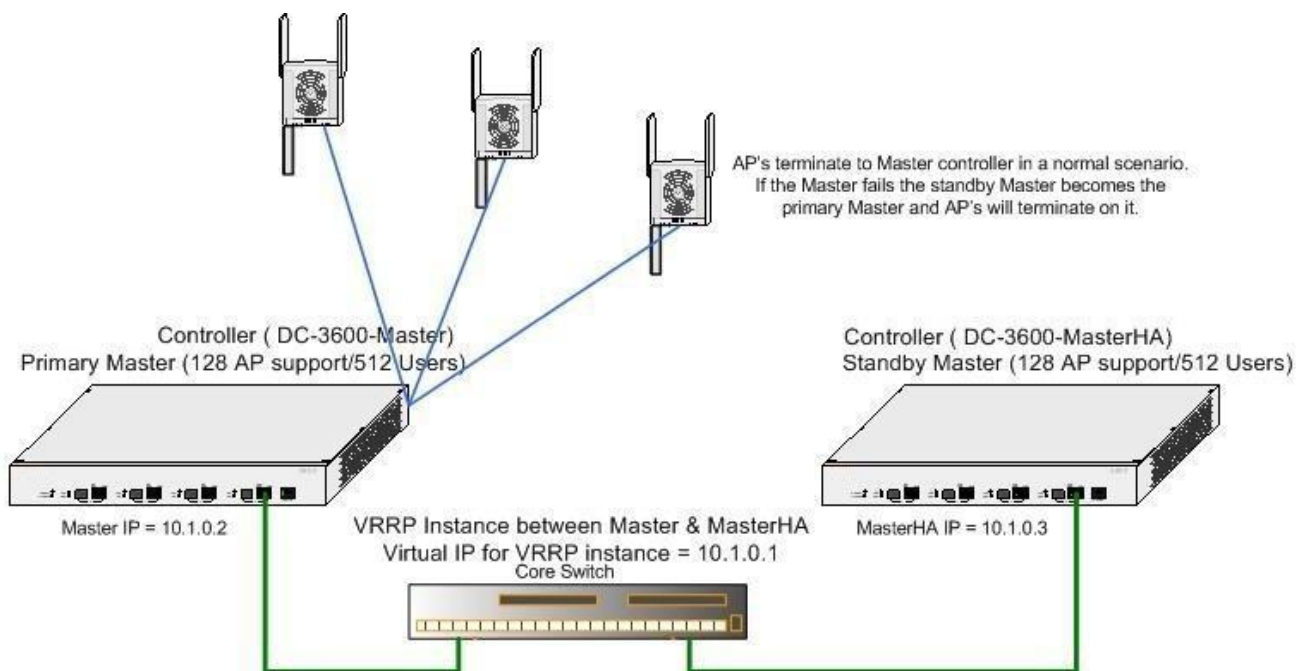 AP's terminate to Master controller in a normal scenario.
If the Master fails the standby Master becomes the
primary Master and AP's will terminate on it.
Controller ( DC-3600-Master)
Primary Master (128 AP support/512 Users)
Controller ( DC-3600-MasterHA)
Standby Master (128 AP support/512 Users)
Master IP = 10.1.0.2
VRRP Instance between Master & MasterHA
Virtual IP for VRRP instance = 10.1.0.1
Core Switch
MasterHA IP = 10.1.0.3